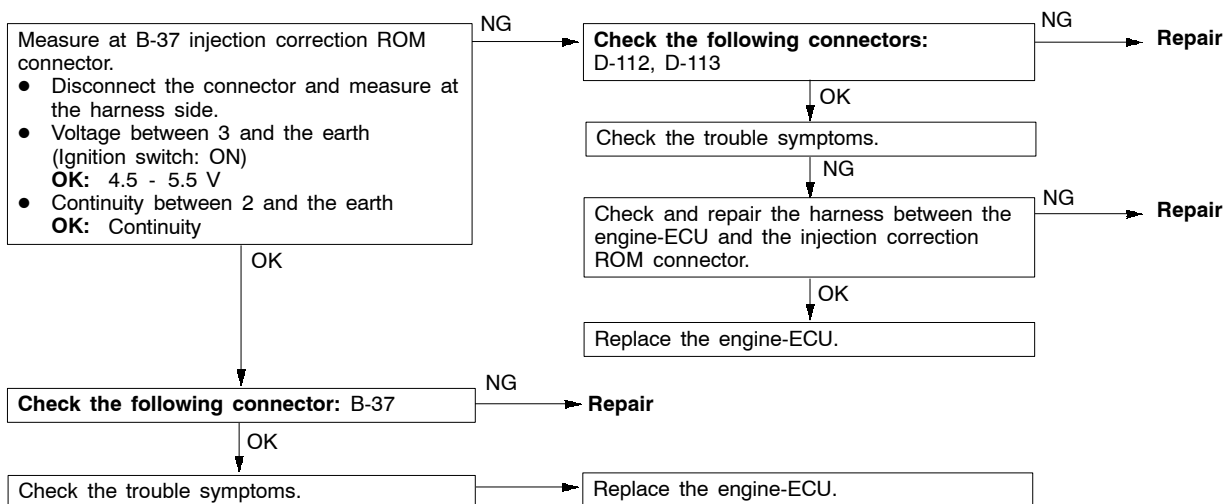 Measure at B-37 injection correction ROM
connector.
● Disconnect the connector and measure at
the harness side.
● Voltage between 3 and the earth
(Ignition switch: ON)
OK: 4.5 - 5.5 V
● Continuity between 2 and the earth
OK: Continuity
NG
Check the following connectors:
D-112, D-113
NG
Repair
OK
Check the trouble symptoms.
NG
Check and repair the harness between the
engine-ECU and the injection correction
ROM connector.
NG
Repair
OK
Replace the engine-ECU.
OK
Check the following connector: B-37
NG
Repair
OK
Check the trouble symptoms.
Replace the engine-ECU.